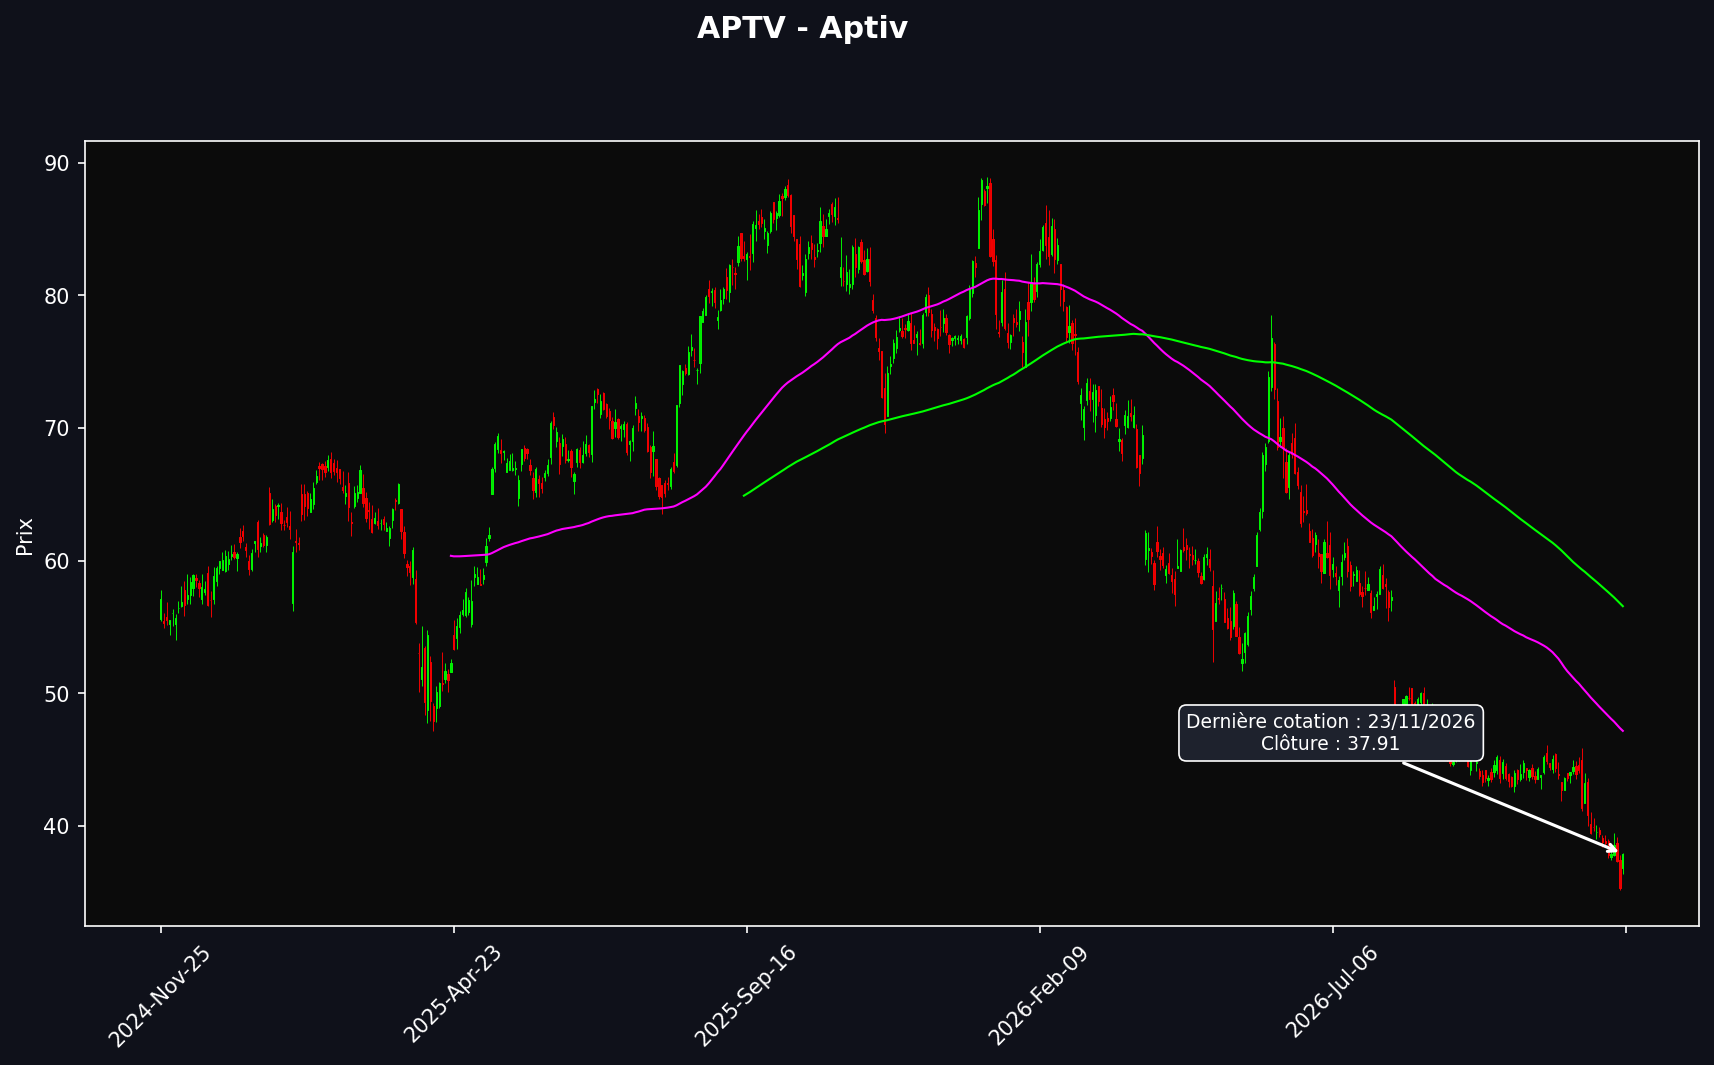 APTV - Aptiv
90
80
70
60
50
40
Prix
Dernière cotation : 23/11/2026
Clôture : 37.91
2024-Nov-25
2025-Apr-23
2025-Sep-16
2026-Feb-09
2026-Jul-06